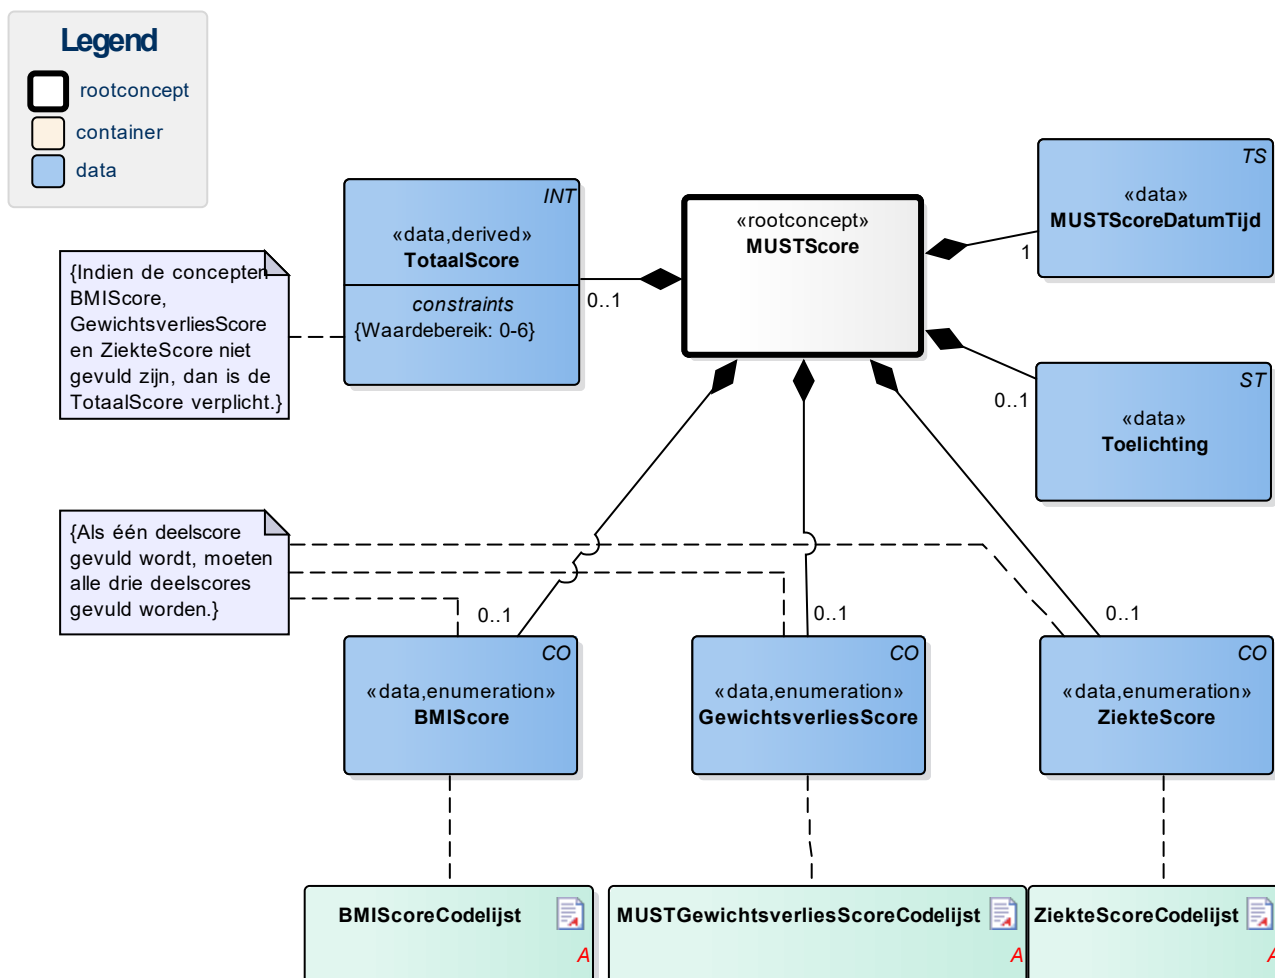 Legend
rootconcept
container
data
INT
«data,derived»
TotaalScore
constraints
{Waardebereik: 0-6}
0..1
«rootconcept»
MUSTScore
TS
«data»
MUSTScoreDatumTijd
1
ST
«data»
Toelichting
0..1
{Indien de concepten
BMIScore,
GewichtsverliesScore
en ZiekteScore niet
gevuld zijn, dan is de
TotaalScore verplicht.}
{Als één deelscore
gevuld wordt, moeten
alle drie deelscores
gevuld worden.}
0..1
0..1
0..1
CO
«data,enumeration»
BMIScore
CO
«data,enumeration»
GewichtsverliesScore
CO
«data,enumeration»
ZiekteScore
BMIScoreCodelijst
A
MUSTGewichtsverliesScoreCodelijst
A
ZiekteScoreCodelijst
A